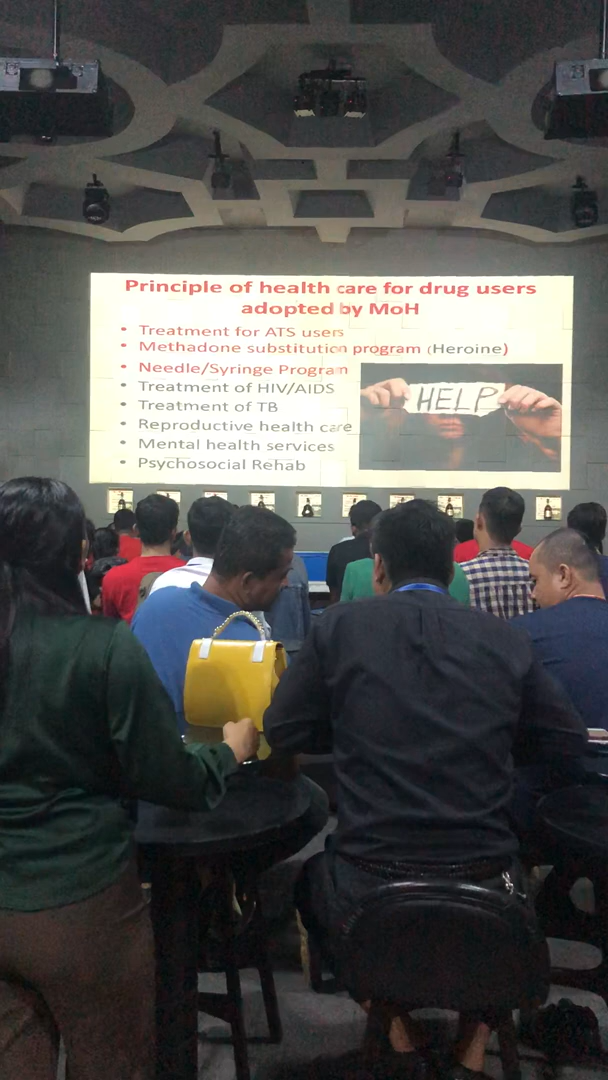 Principle of health care for drug users
adopted by MoH
• Treatment for ATS users
• Methadone substitution program (Heroine)
• Needle/Syringe Program
• Treatment of HIV/AIDS
• Treatment of TB
• Reproductive health care
• Mental health services
• Psychosocial Rehab
HELP